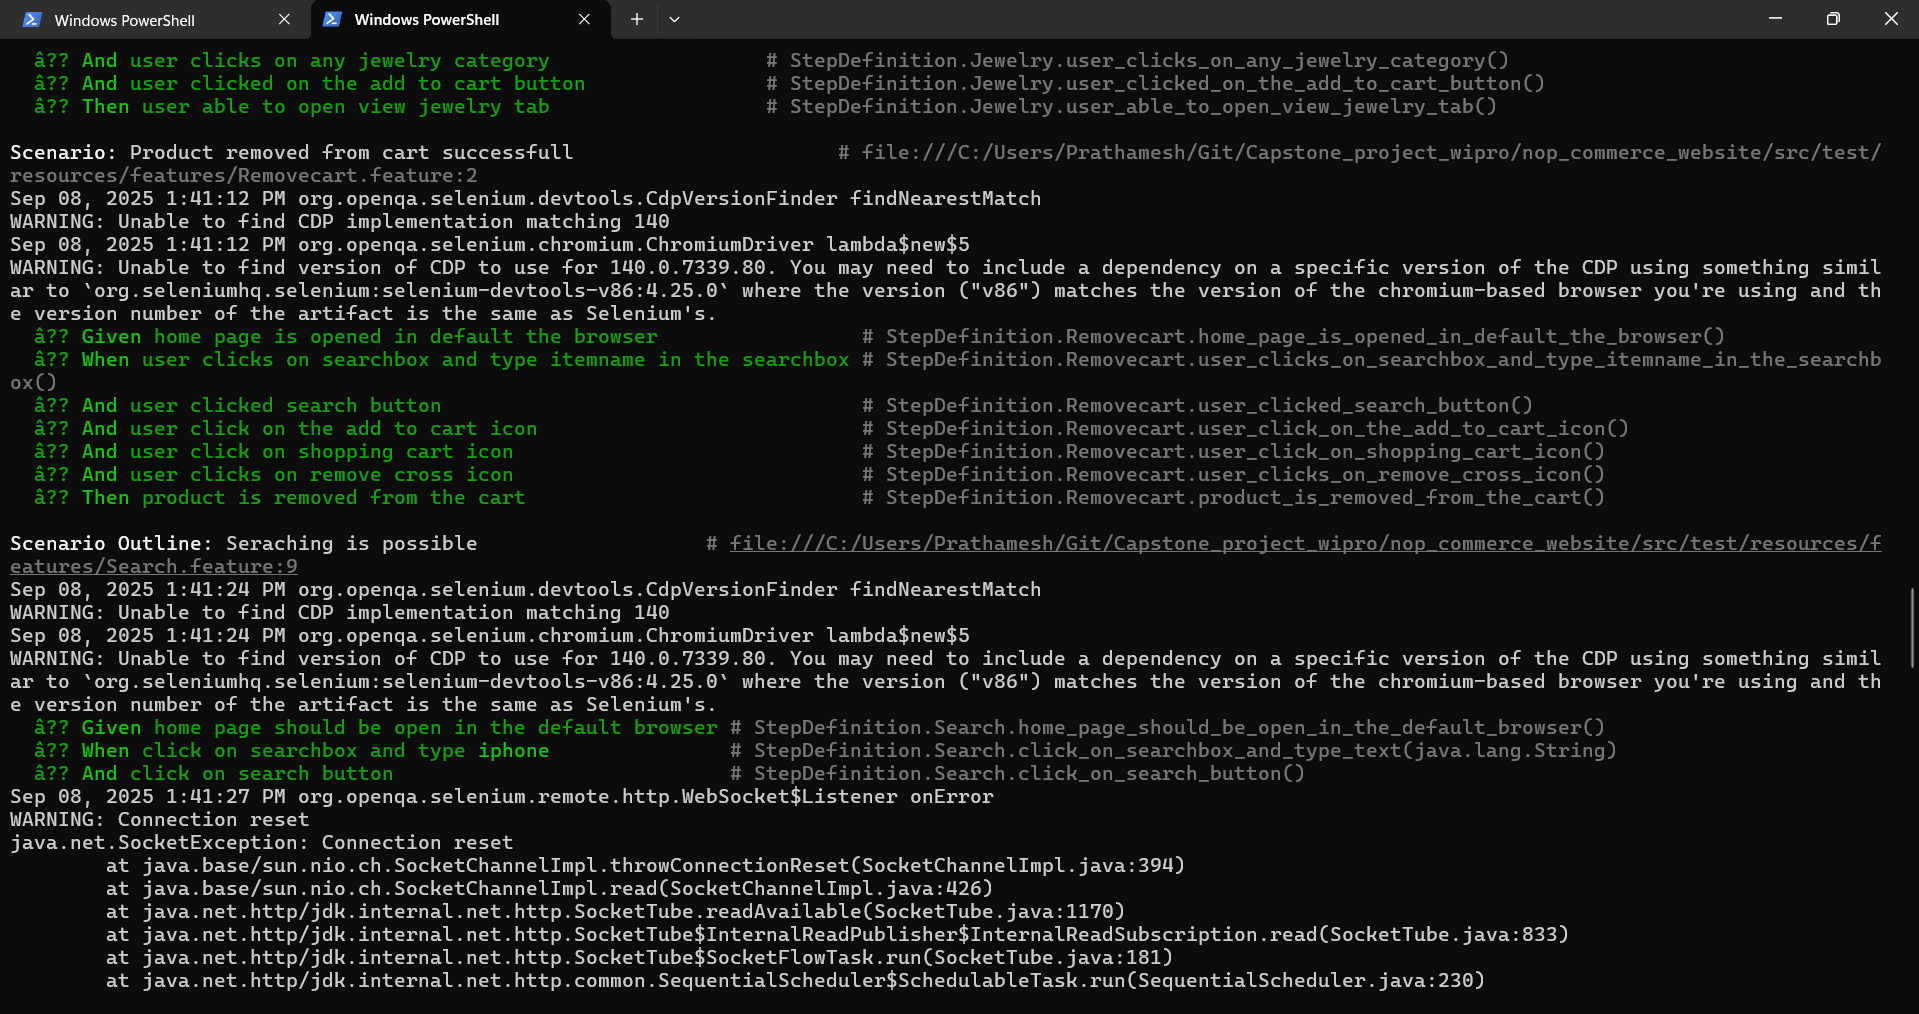 Windows PowerShell
Windows PowerShell
â?? And user clicks on any jewelry category # StepDefinition.Jewelry.user_clicks_on_any_jewelry_category()
â?? And user clicked on the add to cart button # StepDefinition.Jewelry.user_clicked_on_the_add_to_cart_button()
â?? Then user able to open view jewelry tab # StepDefinition.Jewelry.user_able_to_open_view_jewelry_tab()
Scenario: Product removed from cart successfull # file:///C:/Users/Prathamesh/Git/Capstone_project_wipro/nop_commerce_website/src/test/
resources/features/Removecart.feature:2
Sep 08, 2025 1:41:12 PM org.openqa.selenium.devtools.CdpVersionFinder findNearestMatch
WARNING: Unable to find CDP implementation matching 140
Sep 08, 2025 1:41:12 PM org.openqa.selenium.chromium.ChromiumDriver lambda$new$5
WARNING: Unable to find version of CDP to use for 140.0.7339.80. You may need to include a dependency on a specific version of the CDP using something simil
ar to `org.seleniumhq.selenium:selenium-devtools-v86:4.25.0` where the version ("v86") matches the version of the chromium-based browser you're using and th
e version number of the artifact is the same as Selenium's.
â?? Given home page is opened in default the browser # StepDefinition.Removecart.home_page_is_opened_in_default_the_browser()
â?? When user clicks on searchbox and type itemname in the searchbox # StepDefinition.Removecart.user_clicks_on_searchbox_and_type_itemname_in_the_searchb
ox()
â?? And user clicked search button # StepDefinition.Removecart.user_clicked_search_button()
â?? And user click on the add to cart icon # StepDefinition.Removecart.user_click_on_the_add_to_cart_icon()
â?? And user click on shopping cart icon # StepDefinition.Removecart.user_click_on_shopping_cart_icon()
â?? And user clicks on remove cross icon # StepDefinition.Removecart.user_clicks_on_remove_cross_icon()
â?? Then product is removed from the cart # StepDefinition.Removecart.product_is_removed_from_the_cart()
Scenario Outline: Seraching is possible # file:///C:/Users/Prathamesh/Git/Capstone_project_wipro/nop_commerce_website/src/test/resources/f
eatures/Search.feature:9
Sep 08, 2025 1:41:24 PM org.openqa.selenium.devtools.CdpVersionFinder findNearestMatch
WARNING: Unable to find CDP implementation matching 140
Sep 08, 2025 1:41:24 PM org.openqa.selenium.chromium.ChromiumDriver lambda$new$5
WARNING: Unable to find version of CDP to use for 140.0.7339.80. You may need to include a dependency on a specific version of the CDP using something simil
ar to `org.seleniumhq.selenium:selenium-devtools-v86:4.25.0` where the version ("v86") matches the version of the chromium-based browser you're using and th
e version number of the artifact is the same as Selenium's.
â?? Given home page should be open in the default browser # StepDefinition.Search.home_page_should_be_open_in_the_default_browser()
â?? When click on searchbox and type iphone # StepDefinition.Search.click_on_searchbox_and_type_text(java.lang.String)
â?? And click on search button # StepDefinition.Search.click_on_search_button()
Sep 08, 2025 1:41:27 PM org.openqa.selenium.remote.http.WebSocket$Listener onError
WARNING: Connection reset
java.net.SocketException: Connection reset
at java.base/sun.nio.ch.SocketChannelImpl.throwConnectionReset(SocketChannelImpl.java:394)
at java.base/sun.nio.ch.SocketChannelImpl.read(SocketChannelImpl.java:426)
at java.net.http/jdk.internal.net.http.SocketTube.readAvailable(SocketTube.java:1170)
at java.net.http/jdk.internal.net.http.SocketTube$InternalReadPublisher$InternalReadSubscription.read(SocketTube.java:833)
at java.net.http/jdk.internal.net.http.SocketTube$SocketFlowTask.run(SocketTube.java:181)
at java.net.http/jdk.internal.net.http.common.SequentialScheduler$SchedulableTask.run(SequentialScheduler.java:230)